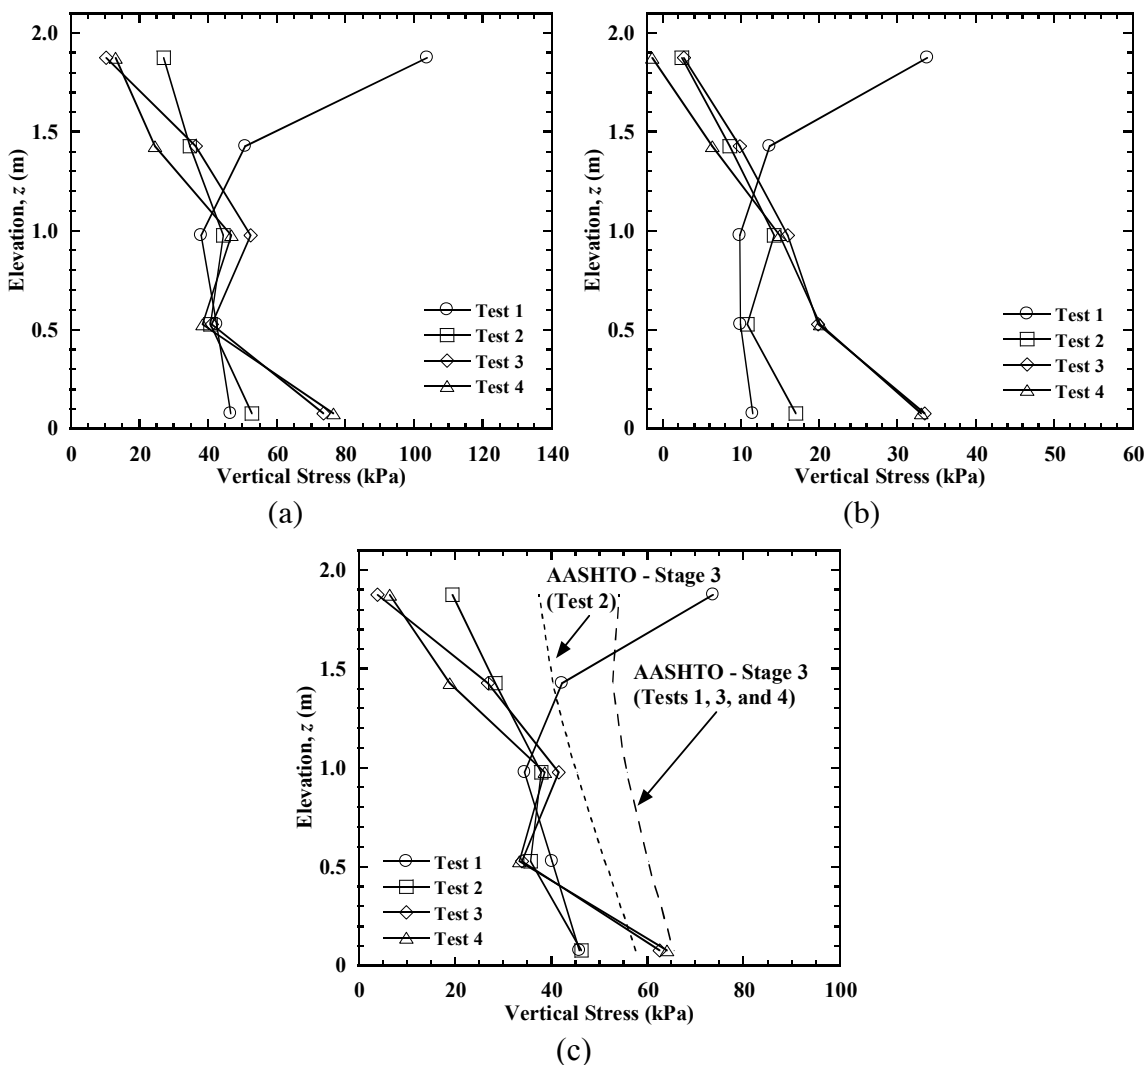 2.0
1.5
1.0
0.5
0
Elevation, z (m)
Test 1
Test 2
Test 3
Test 4
0 20 40 60 80 100 120 140
Vertical Stress (kPa)
(a)
2.0
1.5
1.0
0.5
0
Elevation, z (m)
Test 1
Test 2
Test 3
Test 4
0 10 20 30 40 50 60
Vertical Stress (kPa)
(b)
2.0
1.5
1.0
0.5
0
Elevation, z (m)
AASHTO - Stage 3
(Test 2)
AASHTO - Stage 3
(Tests 1, 3, and 4)
Test 1
Test 2
Test 3
Test 4
0 20 40 60 80 100
Vertical Stress (kPa)
(c)